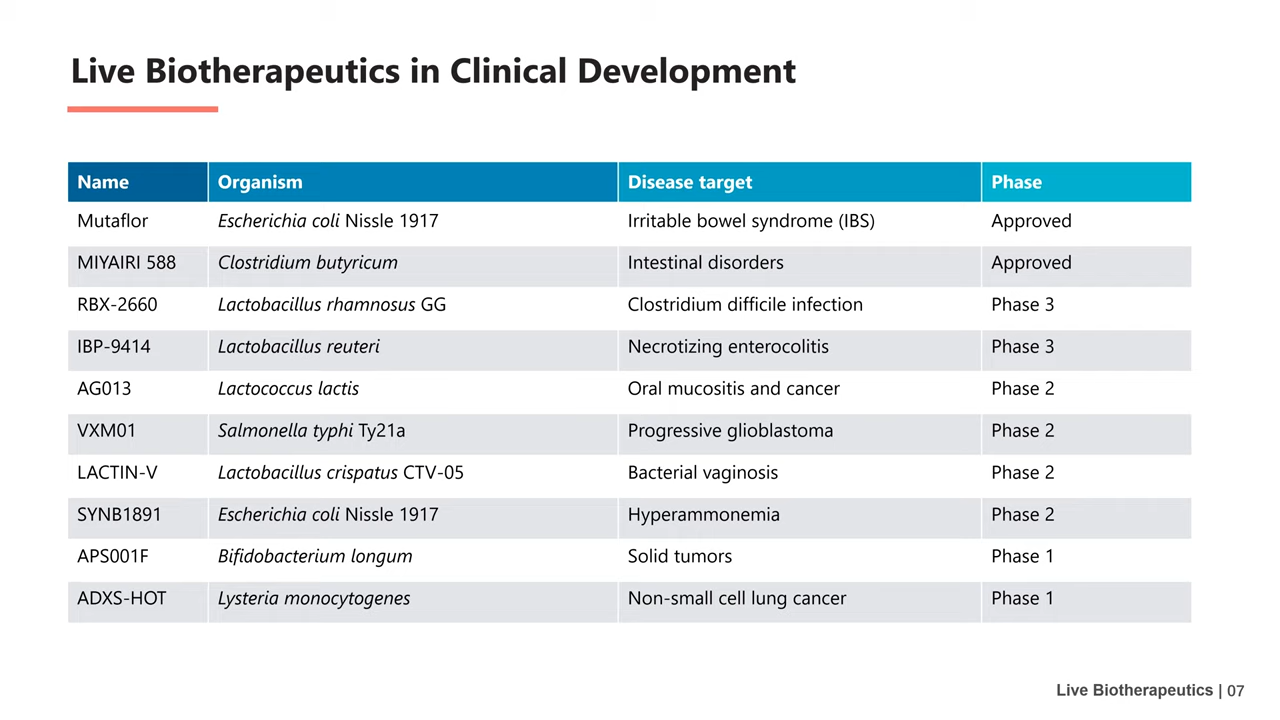 Live Biotherapeutics in Clinical Development
Name Organism Disease target Phase
Mutaflor Escherichia coli Nissle 1917 Irritable bowel syndrome (IBS) Approved
MIYAIRI 588 Clostridium butyricum Intestinal disorders Approved
RBX-2660 Lactobacillus rhamnosus GG Clostridium difficile infection Phase 3
IBP-9414 Lactobacillus reuteri Necrotizing enterocolitis Phase 3
AG013 Lactococcus lactis Oral mucositis and cancer Phase 2
VXM01 Salmonella typhi Ty21a Progressive glioblastoma Phase 2
LACTIN-V Lactobacillus crispatus CTV-05 Bacterial vaginosis Phase 2
SYNB1891 Escherichia coli Nissle 1917 Hyperammonemia Phase 2
APS001F Bifidobacterium longum Solid tumors Phase 1
ADXS-HOT Lysteria monocytogenes Non-small cell lung cancer Phase 1
Live Biotherapeutics | 07